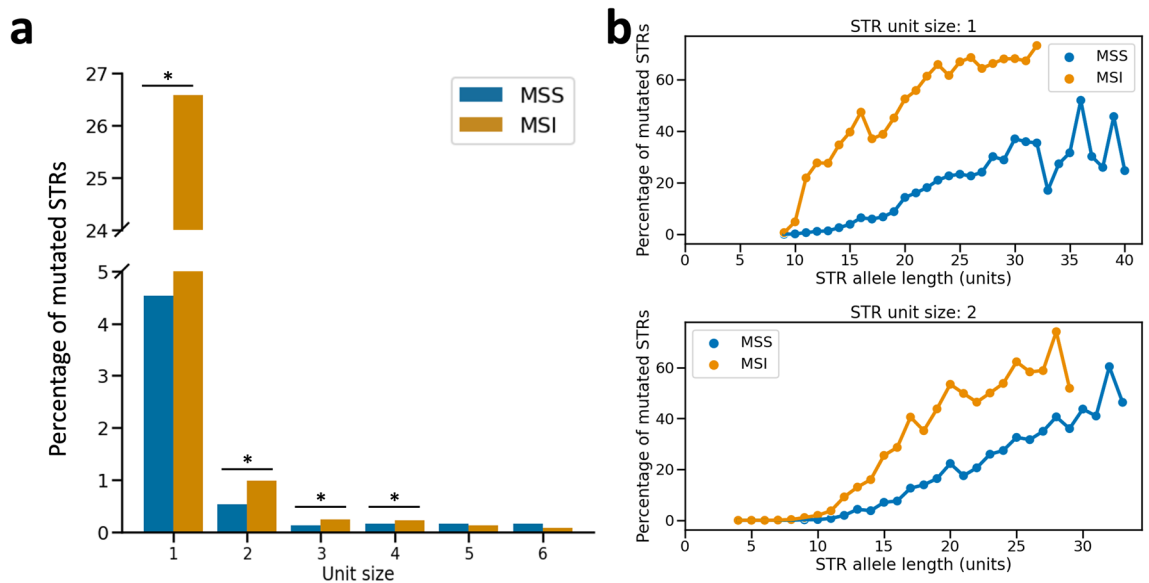 a
Percentage of mutated STRs
27
26
25
24
5
4
3
2
1
0
*
*
*
*
MSS
MSI
1 2 3 4 5 6
Unit size
b
STR unit size: 1
Percentage of mutated STRs
60
40
20
0
MSS
MSI
0 5 10 15 20 25 30 35 40
STR allele length (units)
STR unit size: 2
Percentage of mutated STRs
60
40
20
0
MSS
MSI
0 5 10 15 20 25 30
STR allele length (units)